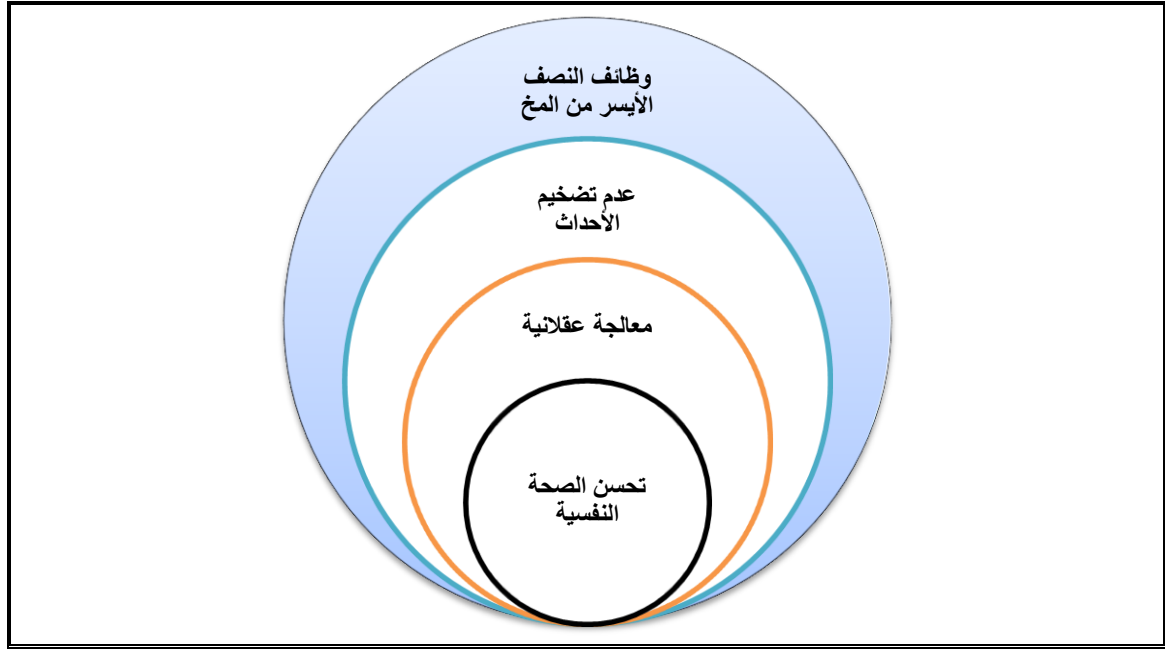 وظائف النصف
الأيسر من المخ
عدم تضخيم
الأحداث
معالجة عقلانية
تحسن الصحة
النفسية